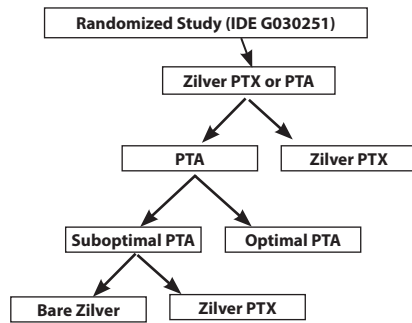 Randomized Study (IDE G030251)
Zilver PTX or PTA
PTA
Zilver PTX
Suboptimal PTA
Optimal PTA
Bare Zilver
Zilver PTX